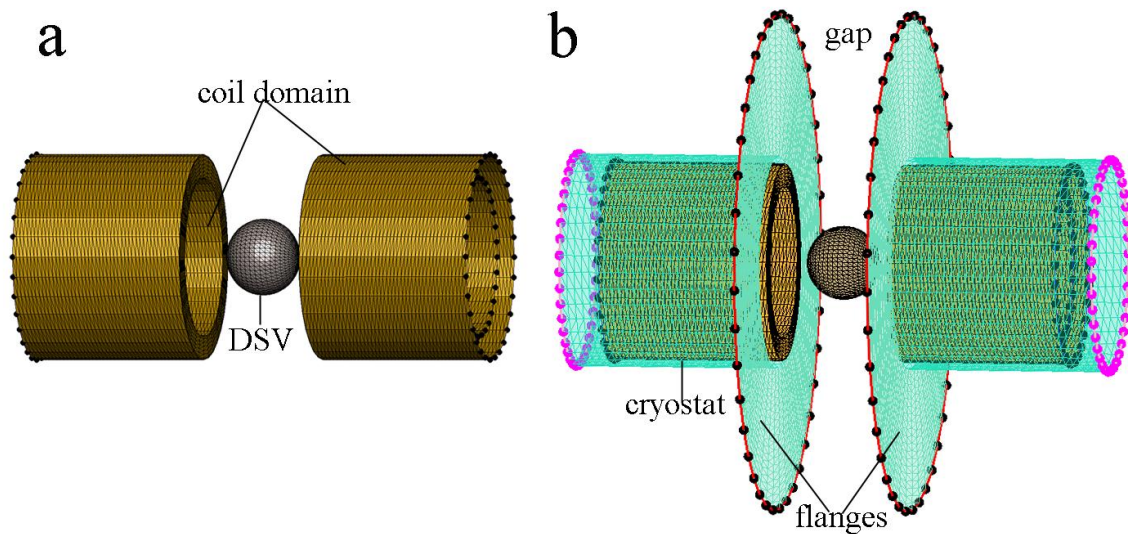 a
coil domain
DSV
b
gap
cryostat
flanges